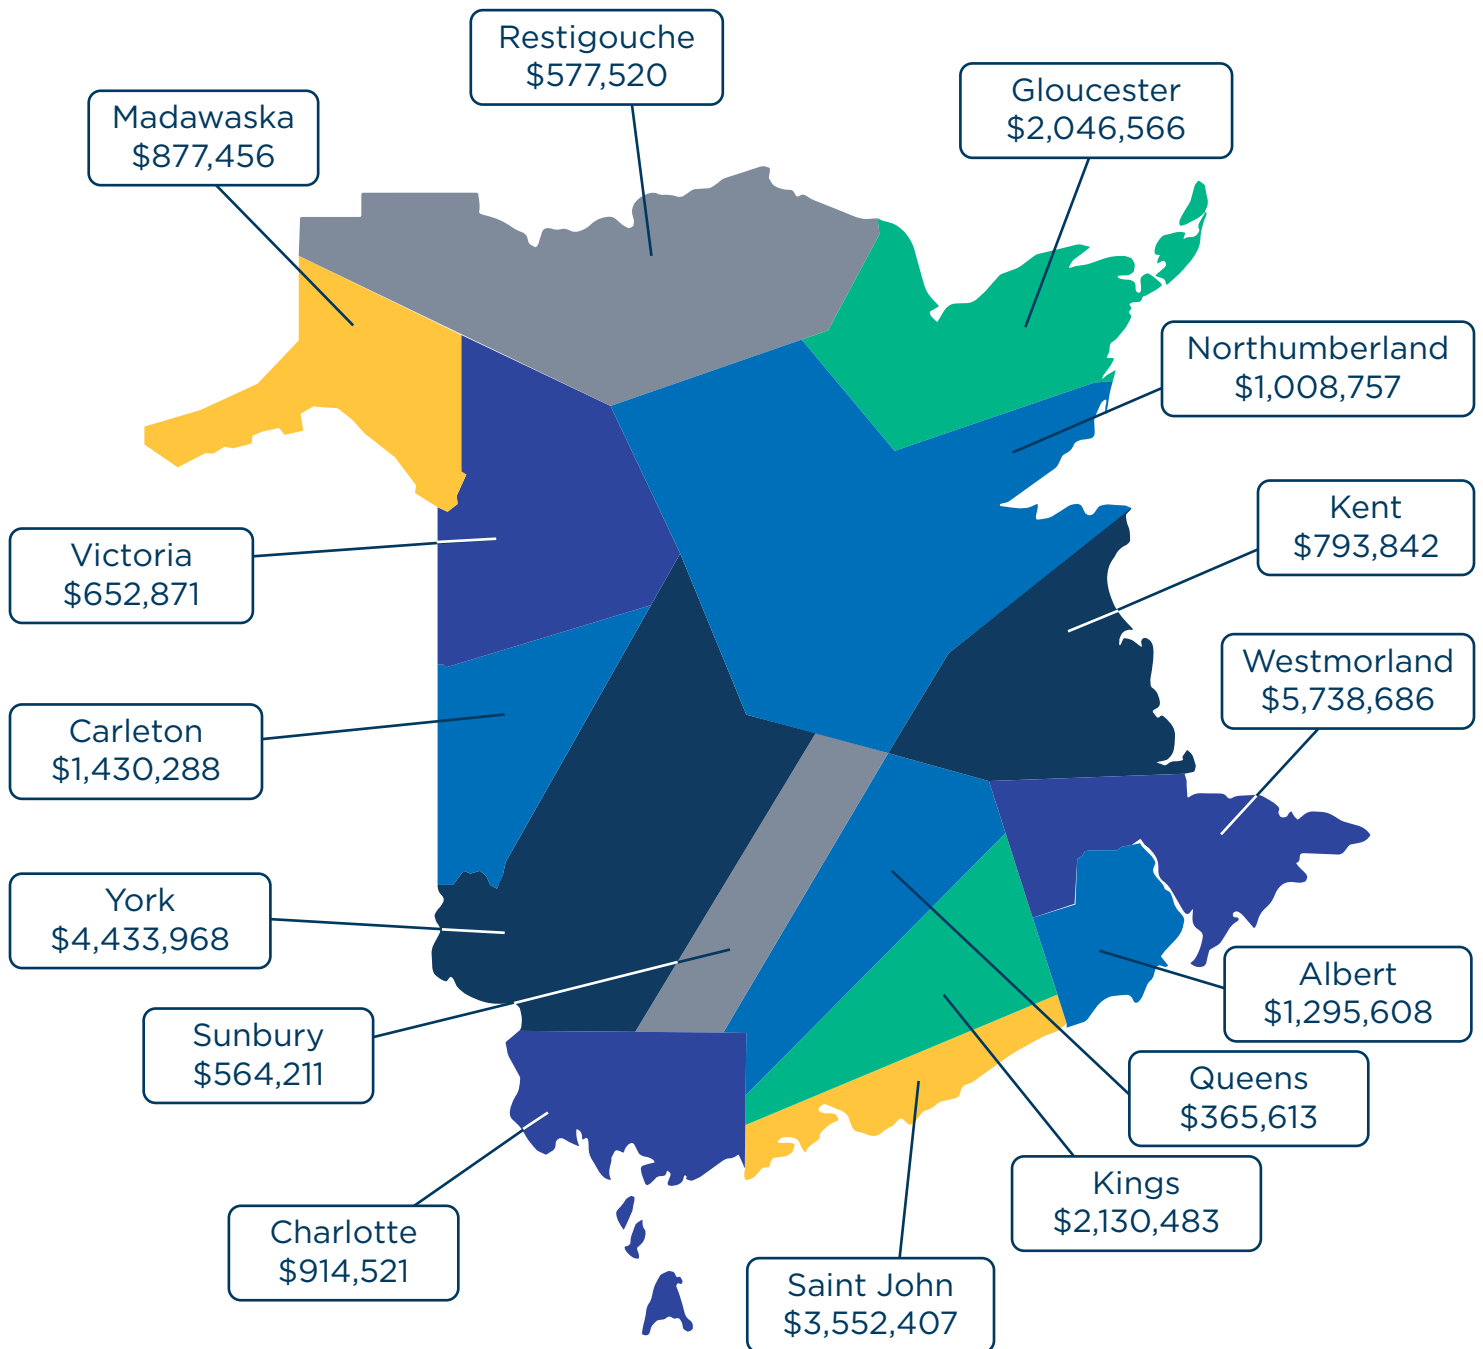 Restigouche
$577,520
Gloucester
$2,046,566
Madawaska
$877,456
Northumberland
$1,008,757
Kent
$793,842
Victoria
$652,871
Westmorland
$5,738,686
Carleton
$1,430,288
York
$4,433,968
Albert
$1,295,608
Sunbury
$564,211
Queens
$365,613
Kings
$2,130,483
Charlotte
$914,521
Saint John
$3,552,407